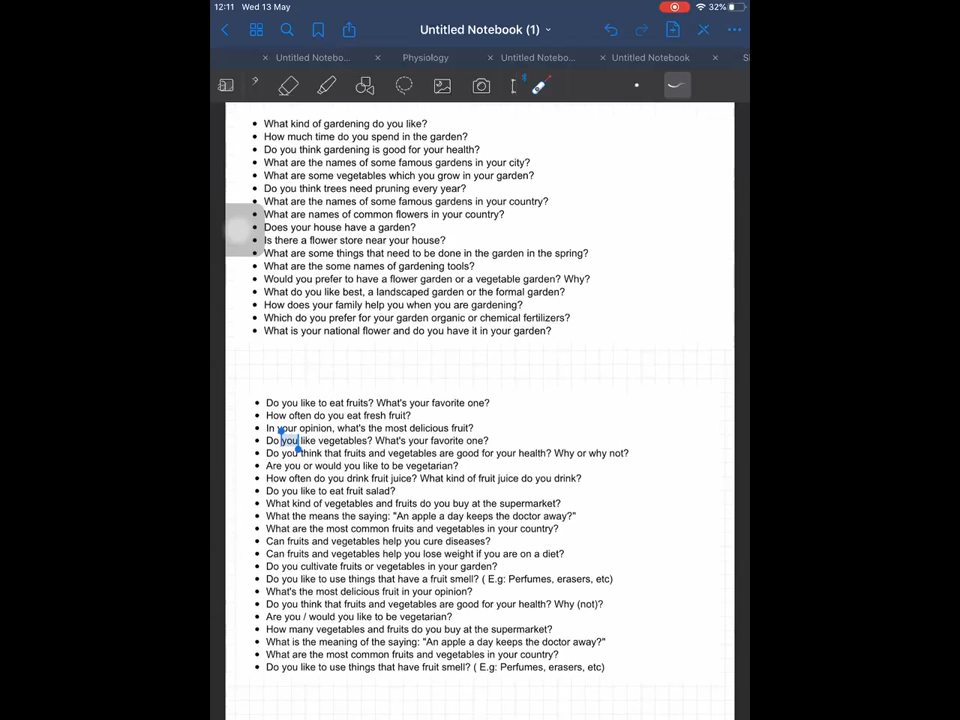 12:11 Wed 13 May 32%
Untitled Notebook (1)
Untitled Notebo... Physiology Untitled Notebo... Untitled Notebook
What kind of gardening do you like?
How much time do you spend in the garden?
Do you think gardening is good for your health?
What are the names of some famous gardens in your city?
What are some vegetables which you grow in your garden?
Do you think trees need pruning every year?
What are the names of some famous gardens in your country?
What are names of common flowers in your country?
Does your house have a garden?
Is there a flower store near your house?
What are some things that need to be done in the garden in the spring?
What are the some names of gardening tools?
Would you prefer to have a flower garden or a vegetable garden? Why?
What do you like best, a landscaped garden or the formal garden?
How does your family help you when you are gardening?
Which do you prefer for your garden organic or chemical fertilizers?
What is your national flower and do you have it in your garden?
Do you like to eat fruits? What's your favorite one?
How often do you eat fresh fruit?
In your opinion, what's the most delicious fruit?
Do you like vegetables? What's your favorite one?
Do you think that fruits and vegetables are good for your health? Why or why not?
Are you or would you like to be vegetarian?
How often do you drink fruit juice? What kind of fruit juice do you drink?
Do you like to eat fruit salad?
What kind of vegetables and fruits do you buy at the supermarket?
What the means the saying: "An apple a day keeps the doctor away?"
What are the most common fruits and vegetables in your country?
Can fruits and vegetables help you cure diseases?
Can fruits and vegetables help you lose weight if you are on a diet?
Do you cultivate fruits or vegetables in your garden?
Do you like to use things that have a fruit smell? ( E.g: Perfumes, erasers, etc)
What's the most delicious fruit in your opinion?
Do you think that fruits and vegetables are good for your health? Why (not)?
Are you / would you like to be vegetarian?
How many vegetables and fruits do you buy at the supermarket?
What is the meaning of the saying: "An apple a day keeps the doctor away?"
What are the most common fruits and vegetables in your country?
Do you like to use things that have fruit smell? ( E.g: Perfumes, erasers, etc)